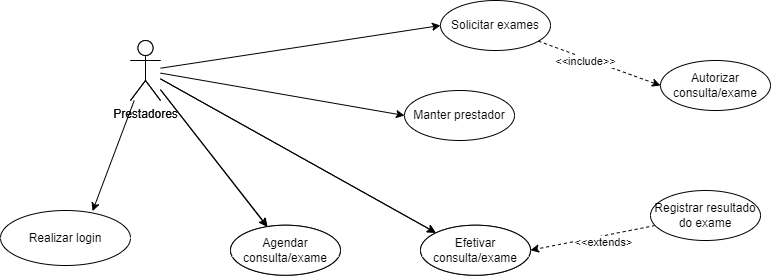 Solicitar exames
<<include>>
Autorizar
consulta/exame
Prestadores
Manter prestador
Registrar resultado
do exame
Realizar login
Agendar
consulta/exame
Efetivar
consulta/exame
<<extends>